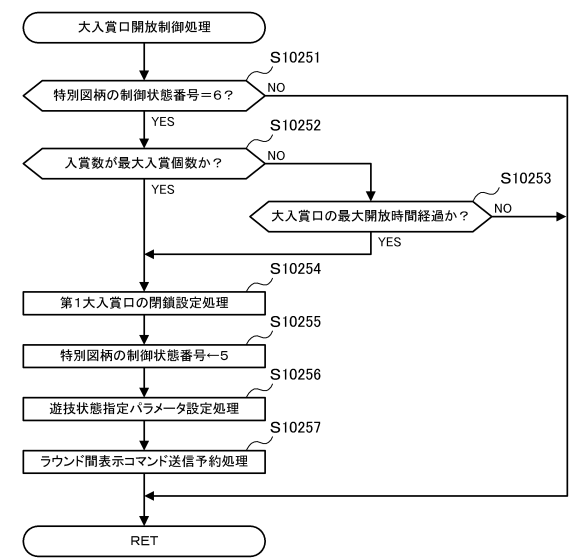 大入賞口開放制御処理
S10251
特別図柄の制御状態番号＝6？
NO
YES
S10252
入賞数が最大入賞個数か？
NO
YES
S10253
大入賞口の最大開放時間経過か？
NO
YES
S10254
第1大入賞口の閉鎖設定処理
S10255
特別図柄の制御状態番号←5
S10256
遊技状態指定パラメータ設定処理
S10257
ラウンド間表示コマンド送信予約処理
RET